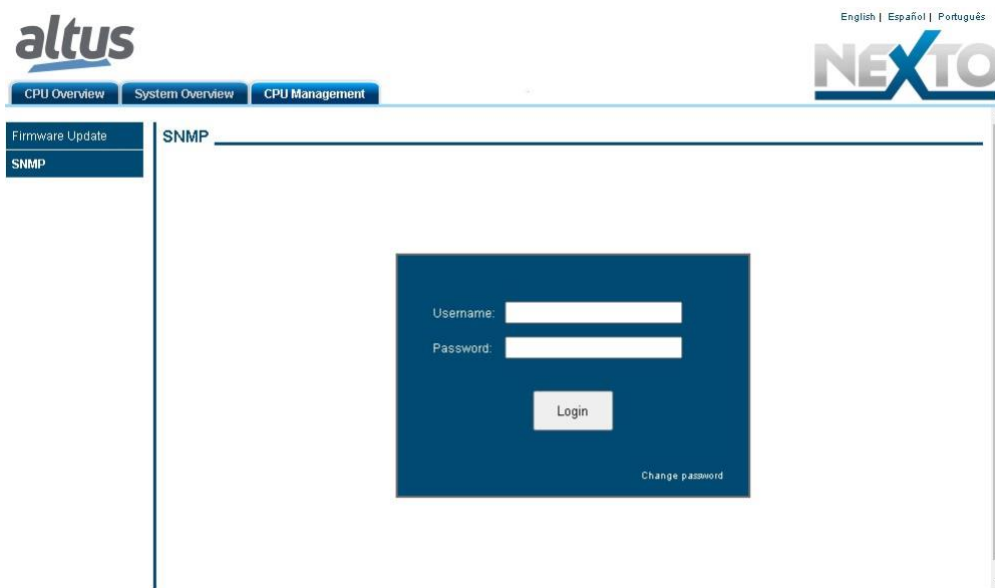 English | Español | Português
altus
NEXTO
CPU Overview System Overview CPU Management
Firmware Update
SNMP
SNMP
Username:
Password:
Login
Change password